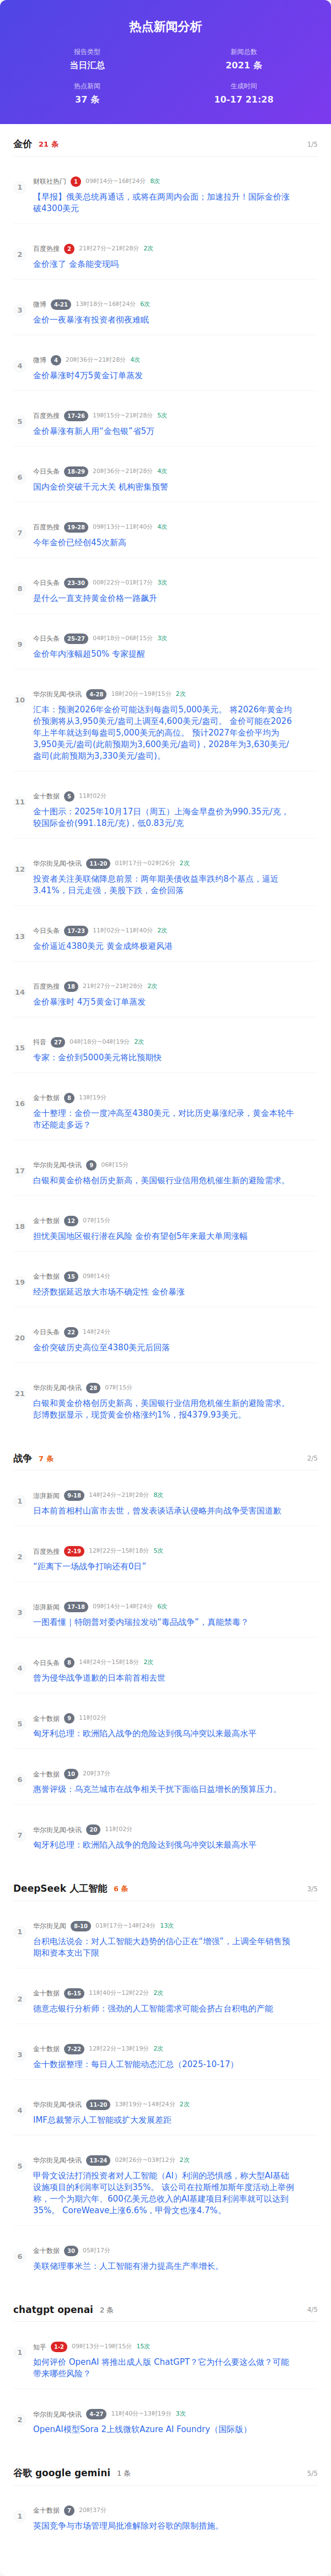 热点新闻分析
报告类型
当日汇总
新闻总数
2021 条
热点新闻
37 条
生成时间
10-17 21:28
金价 21 条 1/5
1 财联社热门 1 09时14分~16时24分 8次
【早报】俄美总统再通话，或将在两周内会面；加速拉升！国际金价涨
破4300美元
2 百度热搜 2 21时27分~21时28分 2次
金价涨了 金条能变现吗
3 微博 4-21 13时18分~16时24分 6次
金价一夜暴涨有投资者彻夜难眠
4 微博 4 20时36分~21时28分 4次
金价暴涨时4万5黄金订单蒸发
5 百度热搜 17-26 19时15分~21时28分 5次
金价暴涨有新人用“金包银”省5万
6 今日头条 18-29 20时36分~21时28分 4次
国内金价突破千元大关 机构密集预警
7 百度热搜 19-28 09时13分~11时40分 4次
今年金价已经创45次新高
8 今日头条 23-30 00时22分~01时17分 3次
是什么一直支持黄金价格一路飙升
9 今日头条 25-27 04时18分~06时15分 3次
金价年内涨幅超50% 专家提醒
10 华尔街见闻-快讯 4-28 18时20分~19时15分 2次
汇丰：预测2026年金价可能达到每盎司5,000美元。 将2026年黄金均
价预测将从3,950美元/盎司上调至4,600美元/盎司。 金价可能在2026
年上半年就达到每盎司5,000美元的高位。 预计2027年金价平均为
3,950美元/盎司(此前预期为3,600美元/盎司)，2028年为3,630美元/
盎司(此前预期为3,330美元/盎司)。
11 金十数据 5 11时02分
金十图示：2025年10月17日（周五）上海金早盘价为990.35元/克，
较国际金价(991.18元/克)，低0.83元/克
12 华尔街见闻-快讯 11-20 01时17分~02时26分 2次
投资者关注美联储降息前景：两年期美债收益率跌约8个基点，逼近
3.41%，日元走强，美股下跌，金价回落
13 今日头条 17-23 11时02分~11时40分 2次
金价逼近4380美元 黄金成终极避风港
14 百度热搜 18 21时27分~21时28分 2次
金价暴涨时 4万5黄金订单蒸发
15 抖音 27 04时18分~04时19分 2次
专家：金价到5000美元将比预期快
16 金十数据 8 13时19分
金十整理：金价一度冲高至4380美元，对比历史暴涨纪录，黄金本轮牛
市还能走多远？
17 华尔街见闻-快讯 9 06时15分
白银和黄金价格创历史新高，美国银行业信用危机催生新的避险需求。
18 金十数据 12 07时15分
担忧美国地区银行潜在风险 金价有望创5年来最大单周涨幅
19 金十数据 15 09时14分
经济数据延迟放大市场不确定性 金价暴涨
20 今日头条 22 14时24分
金价突破历史高位至4380美元后回落
21 华尔街见闻-快讯 28 07时15分
白银和黄金价格创历史新高，美国银行业信用危机催生新的避险需求。
彭博数据显示，现货黄金价格涨约1%，报4379.93美元。
战争 7 条 2/5
1 澎湃新闻 9-18 14时24分~21时28分 8次
日本前首相村山富市去世，曾发表谈话承认侵略并向战争受害国道歉
2 百度热搜 2-19 12时22分~15时18分 5次
“距离下一场战争打响还有0日”
3 澎湃新闻 17-18 09时14分~14时24分 6次
一图看懂｜特朗普对委内瑞拉发动“毒品战争”，真能禁毒？
4 今日头条 8 14时24分~15时18分 2次
曾为侵华战争道歉的日本前首相去世
5 金十数据 9 11时02分
匈牙利总理：欧洲陷入战争的危险达到俄乌冲突以来最高水平
6 金十数据 10 20时37分
惠誉评级：乌克兰城市在战争相关干扰下面临日益增长的预算压力。
7 华尔街见闻-快讯 20 11时02分
匈牙利总理：欧洲陷入战争的危险达到俄乌冲突以来最高水平
DeepSeek 人工智能 6 条 3/5
1 华尔街见闻 8-10 01时17分~14时24分 13次
台积电法说会：对人工智能大趋势的信心正在“增强”，上调全年销售预
期和资本支出下限
2 金十数据 6-15 11时40分~12时22分 2次
德意志银行分析师：强劲的人工智能需求可能会挤占台积电的产能
3 金十数据 7-22 12时22分~13时19分 2次
金十数据整理：每日人工智能动态汇总（2025-10-17）
4 华尔街见闻-快讯 11-20 13时19分~14时24分 2次
IMF总裁警示人工智能或扩大发展差距
5 华尔街见闻-快讯 13-24 02时26分~03时12分 2次
甲骨文设法打消投资者对人工智能（AI）利润的恐惧感，称大型AI基础
设施项目的利润率可以达到35%。 该公司在拉斯维加斯年度活动上举例
称，一个为期六年、600亿美元总收入的AI基建项目利润率就可以达到
35%。 CoreWeave上涨6.6%，甲骨文也涨4.7%。
6 金十数据 30 05时17分
美联储理事米兰：人工智能有潜力提高生产率增长。
chatgpt openai 2 条 4/5
1 知乎 1-2 09时13分~19时15分 15次
如何评价 OpenAI 将推出成人版 ChatGPT？它为什么要这么做？可能
带来哪些风险？
2 华尔街见闻-快讯 4-27 11时40分~13时19分 3次
OpenAI模型Sora 2上线微软Azure AI Foundry（国际版）
谷歌 google gemini 1 条 5/5
1 金十数据 7 20时37分
英国竞争与市场管理局批准解除对谷歌的限制措施。